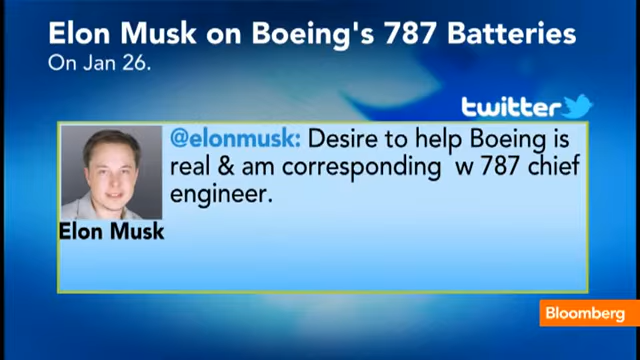 Elon Musk on Boeing's 787 Batteries
On Jan 26.
twitter
@elonmusk: Desire to help Boeing is
real & am corresponding w 787 chief
engineer.
Elon Musk
Bloomberg